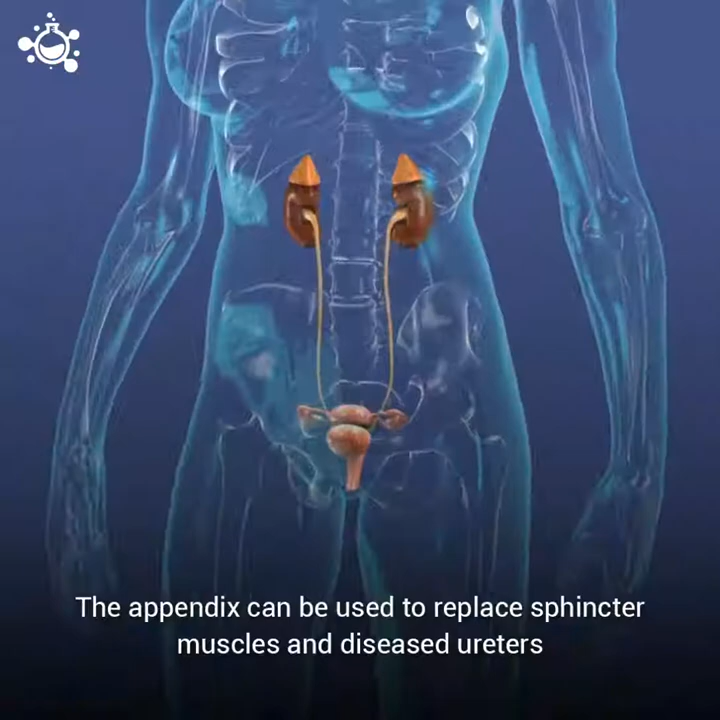 The appendix can be used to replace sphincter
muscles and diseased ureters